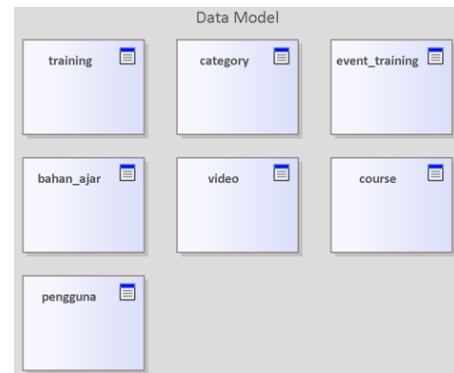 Data Model
training
category
event_training
bahan_ajar
video
course
pengguna